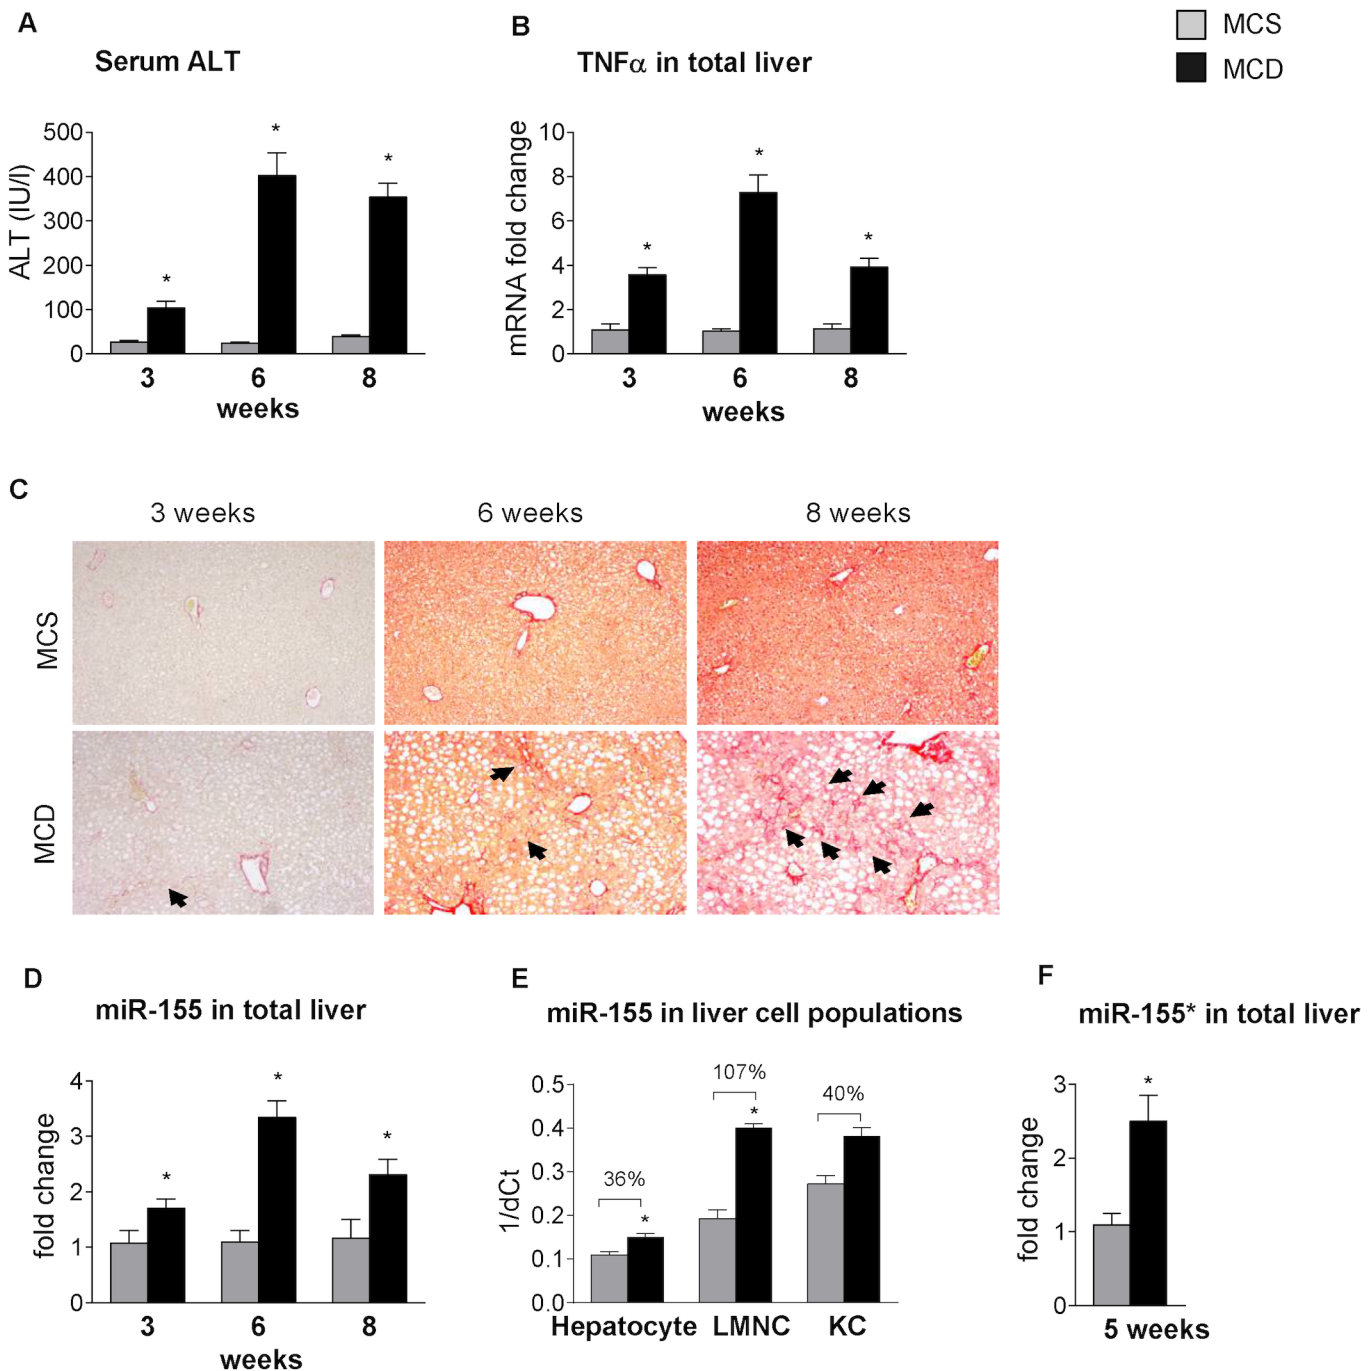 A
Serum ALT
B
TNFα in total liver
MCS
MCD
ALT (IU/l)
500
400
300
200
100
0
*
*
*
3
6
8
weeks
mRNA fold change
10
8
6
4
2
0
*
*
*
3
6
8
weeks
C
3 weeks
6 weeks
8 weeks
MCS
MCD
D
miR-155 in total liver
fold change
4
3
2
1
0
*
*
*
3
6
8
weeks
E
miR-155 in liver cell populations
1/dCt
0.5
0.4
0.3
0.2
0.1
0.0
36%
*
107%
*
40%
Hepatocyte
LMNC
KC
F
miR-155* in total liver
fold change
3
2
1
0
*
5 weeks